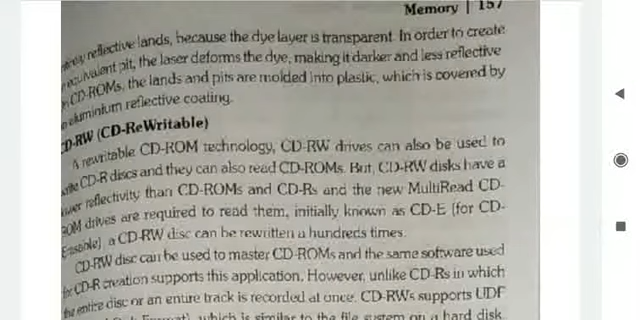 Memory | 157
reflective lands, because the dye layer is transparent. In order to create
equivalent pit, the laser deforms the dye, making it darker and less reflective
CD-ROMs, the lands and pits are molded into plastic, which is covered by
aluminium reflective coating.
CD-RW (CD-ReWritable)
A rewritable CD-ROM technology, CD-RW drives can also be used to
write CD-R discs and they can also read CD-ROMs. But, CD-RW disks have a
lower reflectivity than CD-ROMs and CD-Rs and the new MultiRead CD-
ROM drives are required to read them, initially known as CD-E (for CD-
Erasable), a CD-RW disc can be rewritten a hundreds times.
CD-RW disc can be used to master CD-ROMs and the same software used
for CD-R creation supports this application. However, unlike CD-Rs in which
the entire disc or an entire track is recorded at once. CD-RWs supports UDF
which is similar to the file system on a hard disk